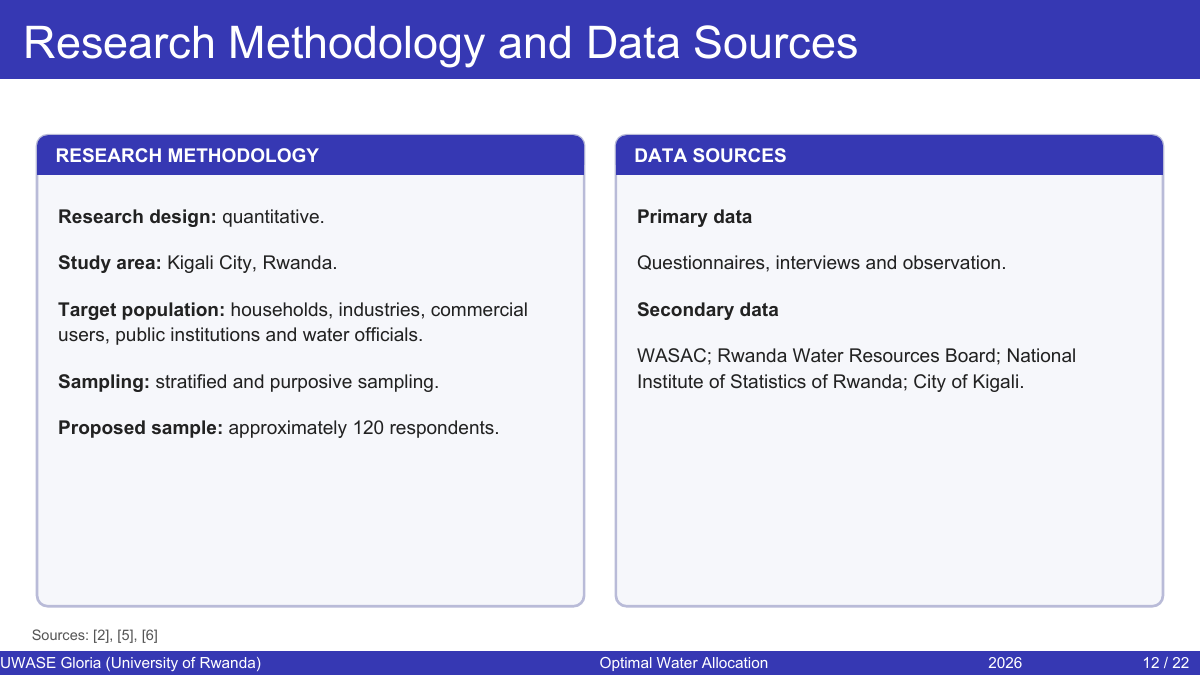 Research Methodology and Data Sources
RESEARCH METHODOLOGY
Research design: quantitative.
Study area: Kigali City, Rwanda.
Target population: households, industries, commercial
users, public institutions and water officials.
Sampling: stratified and purposive sampling.
Proposed sample: approximately 120 respondents.
DATA SOURCES
Primary data
Questionnaires, interviews and observation.
Secondary data
WASAC; Rwanda Water Resources Board; National
Institute of Statistics of Rwanda; City of Kigali.
Sources: [2], [5], [6]
UWASE Gloria (University of Rwanda) Optimal Water Allocation 2026 12 / 22